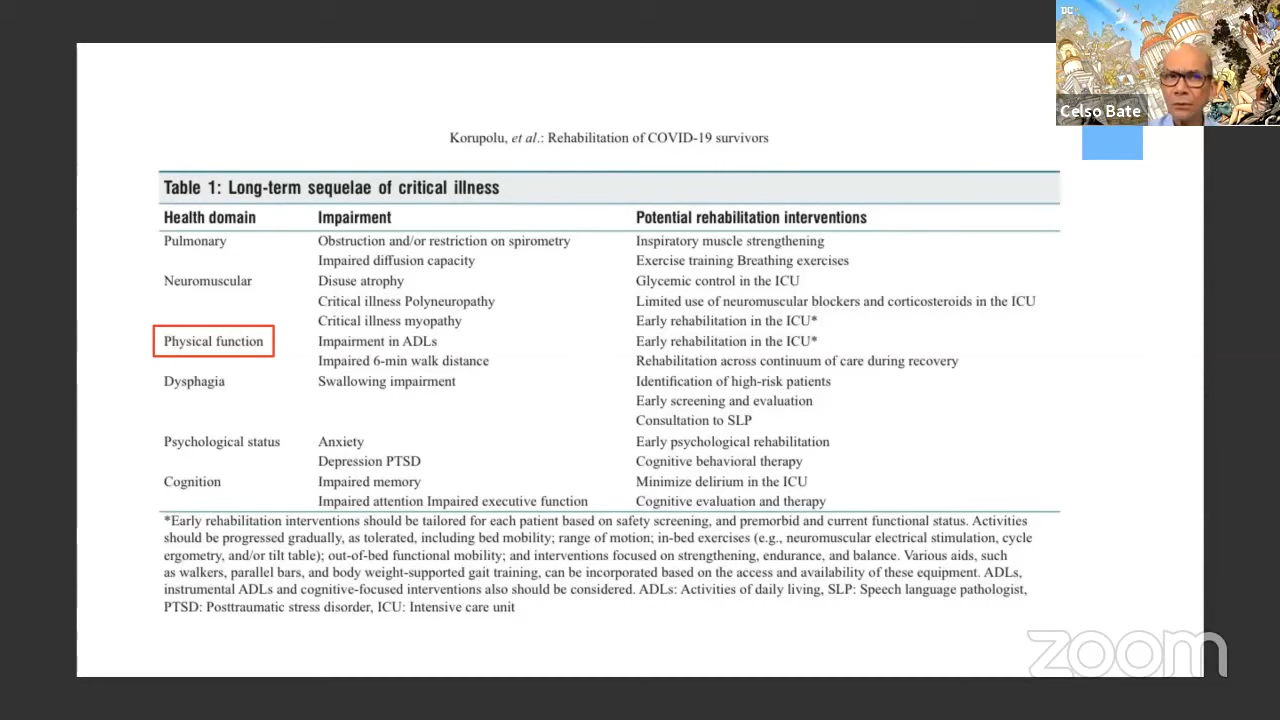 DC
Celso Bate
Korupolu, et al.: Rehabilitation of COVID-19 survivors
Table 1: Long-term sequelae of critical illness
Health domain Impairment Potential rehabilitation interventions
Pulmonary Obstruction and/or restriction on spirometry Inspiratory muscle strengthening
Impaired diffusion capacity Exercise training Breathing exercises
Neuromuscular Disuse atrophy Glycemic control in the ICU
Critical illness Polyneuropathy Limited use of neuromuscular blockers and corticosteroids in the ICU
Critical illness myopathy Early rehabilitation in the ICU*
Physical function Impairment in ADLs Early rehabilitation in the ICU*
Impaired 6-min walk distance Rehabilitation across continuum of care during recovery
Dysphagia Swallowing impairment Identification of high-risk patients
Early screening and evaluation
Consultation to SLP
Psychological status Anxiety Early psychological rehabilitation
Depression PTSD Cognitive behavioral therapy
Cognition Impaired memory Minimize delirium in the ICU
Impaired attention Impaired executive function Cognitive evaluation and therapy
*Early rehabilitation interventions should be tailored for each patient based on safety screening, and premorbid and current functional status. Activities
should be progressed gradually, as tolerated, including bed mobility; range of motion; in-bed exercises (e.g., neuromuscular electrical stimulation, cycle
ergometry, and/or tilt table); out-of-bed functional mobility; and interventions focused on strengthening, endurance, and balance. Various aids, such
as walkers, parallel bars, and body weight-supported gait training, can be incorporated based on the access and availability of these equipment. ADLs,
instrumental ADLs and cognitive-focused interventions also should be considered. ADLs: Activities of daily living, SLP: Speech language pathologist,
PTSD: Posttraumatic stress disorder, ICU: Intensive care unit
zoom